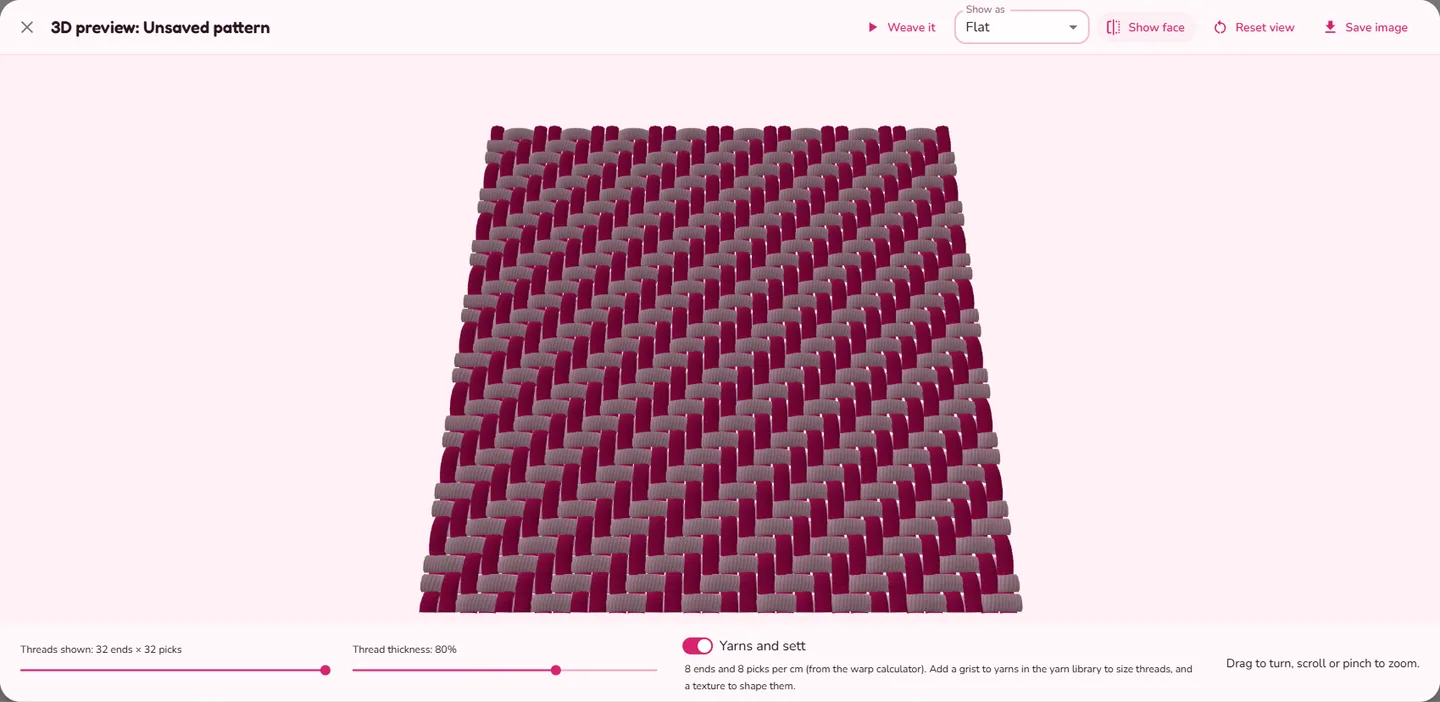 3D preview: Unsaved pattern
Weave it
Show as
Flat
Show face
Reset view
Save image
Threads shown: 32 ends × 32 picks
Thread thickness: 80%
Yarns and sett
8 ends and 8 picks per cm (from the warp calculator). Add a grist to yarns in the yarn library to size threads, and
a texture to shape them.
Drag to turn, scroll or pinch to zoom.